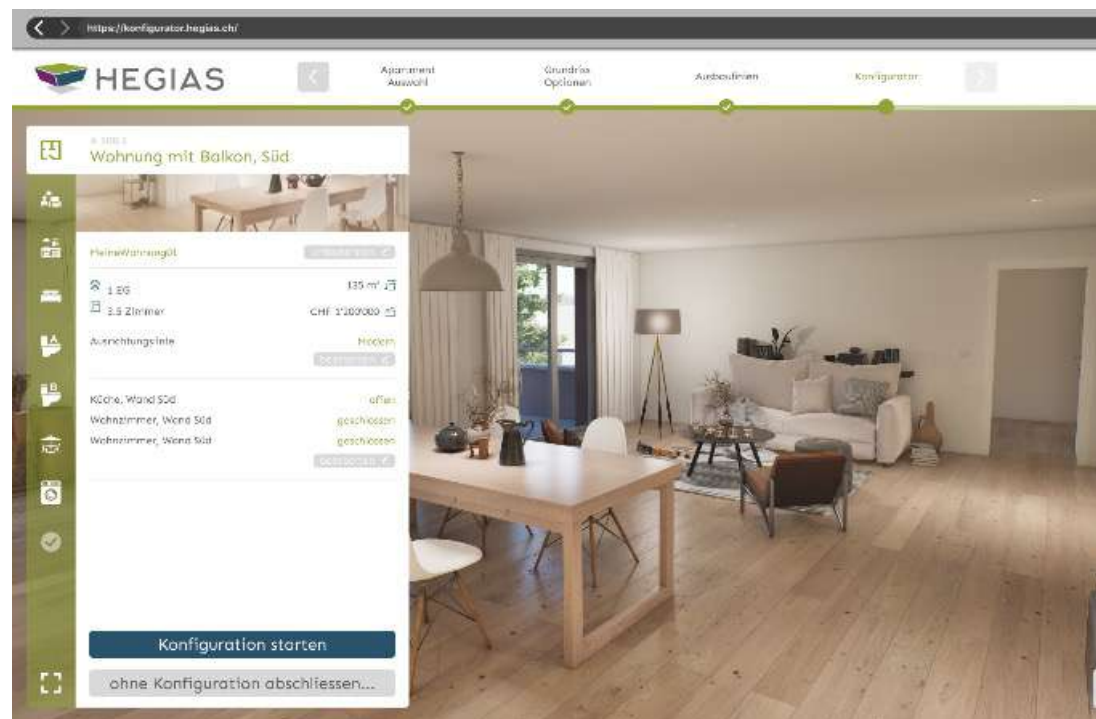 https://konfigurator.hegias.ch/
HEGIAS
Apartment
Auswahl
Grundriss
Optionen
Ausbaulinien
Konfigurator
Wohnung mit Balkon, Süd
MeineWohnung01
1 EG
135 m²
3.5 Zimmer
CHF 1'200'000
Ausrichtungslinie
Modern
bearbeiten
Küche, Wand Süd
offen
Wohnzimmer, Wand Süd
geschlossen
Wohnzimmer, Wand Süd
geschlossen
bearbeiten
Konfiguration starten
ohne Konfiguration abschliessen...
A
B